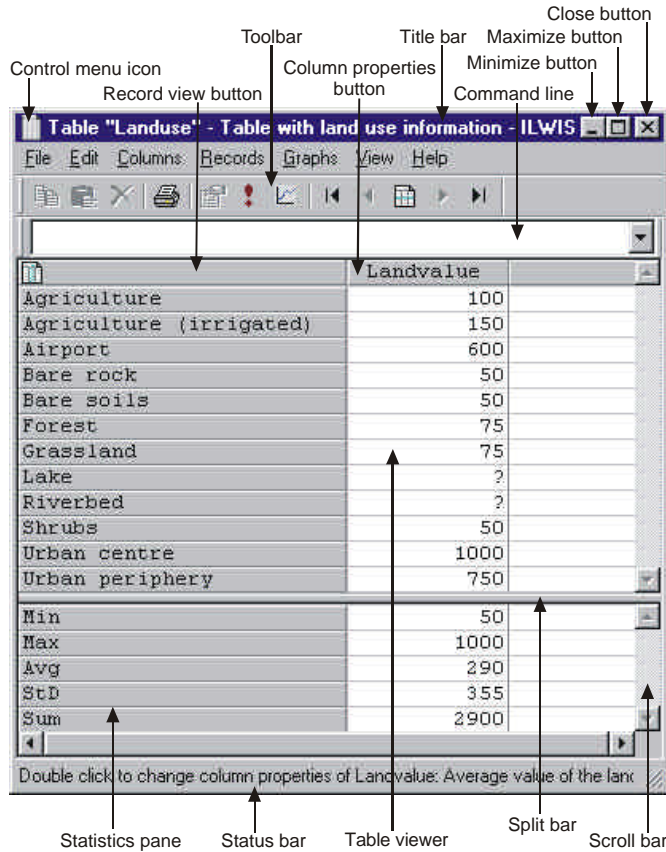 Close button
Toolbar Title bar Maximize button
Control menu icon Column properties button Minimize button
Record view button Command line
Table "Landuse" - Table with land use information - ILWIS
File Edit Columns Records Graphs View Help
Landvalue
Agriculture 100
Agriculture (irrigated) 150
Airport 600
Bare rock 50
Bare soils 50
Forest 75
Grassland 75
Lake ?
Riverbed ?
Shrubs 50
Urban centre 1000
Urban periphery 750
Min 50
Max 1000
Avg 290
StD 355
Sum 2900
Double click to change column properties of Landvalue: Average value of the land
Statistics pane Status bar Table viewer Split bar Scroll bar